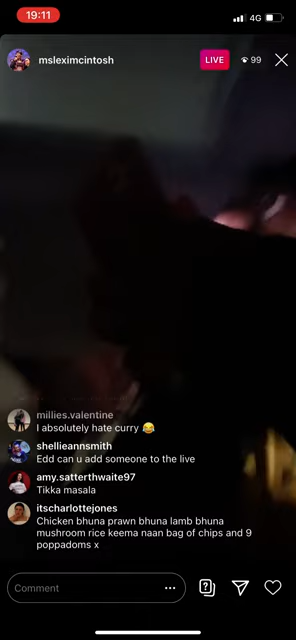 19:11
4G
msleximcintosh
LIVE
99
millies.valentine
I absolutely hate curry 😂
shellieannsmith
Edd can u add someone to the live
amy.satterthwaite97
Tikka masala
itscharlottejones
Chicken bhuna prawn bhuna lamb bhuna
mushroom rice keema naan bag of chips and 9
poppadoms x
Comment